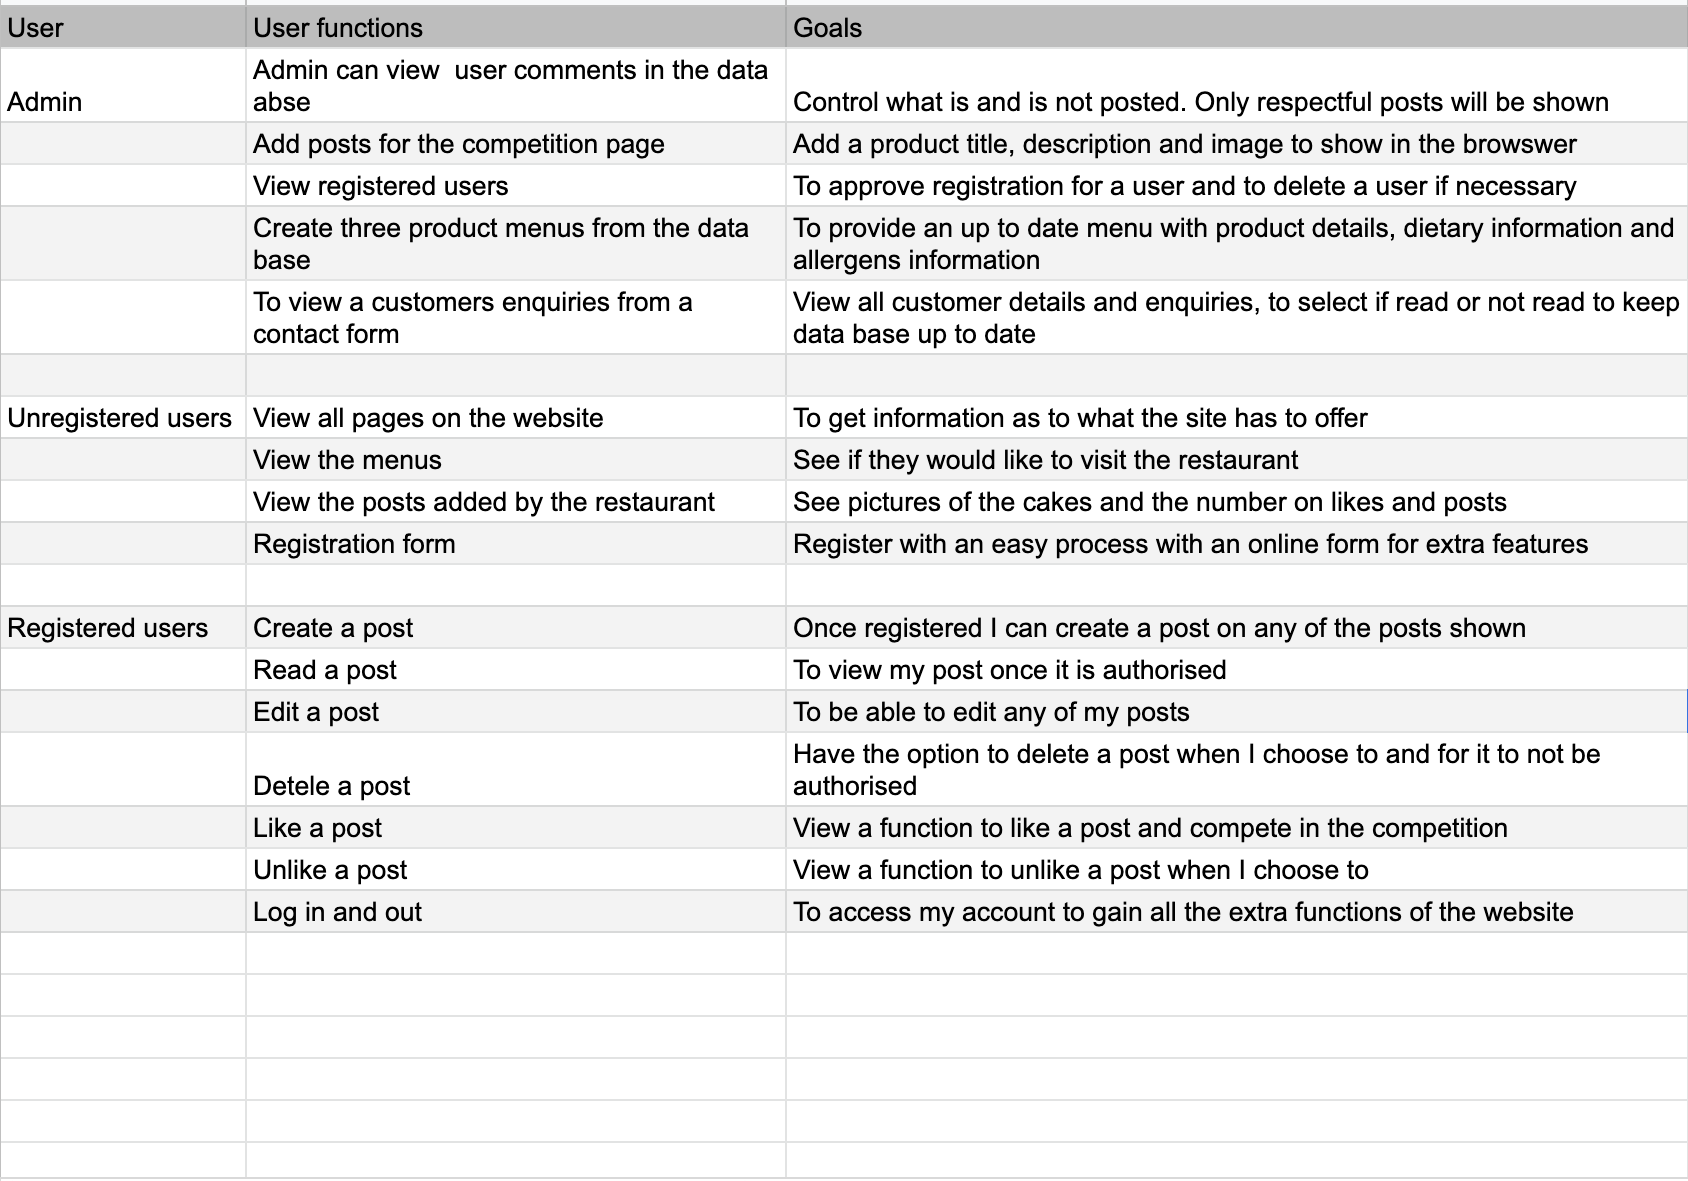 User User functions Goals
Admin can view  user comments in the data
abse
Admin Control what is and is not posted. Only respectful posts will be shown
Add posts for the competition page Add a product title, description and image to show in the browswer
View registered users To approve registration for a user and to delete a user if necessary
Create three product menus from the data To provide an up to date menu with product details, dietary information and
base allergens information
To view a customers enquiries from a View all customer details and enquiries, to select if read or not read to keep
contact form data base up to date
Unregistered users View all pages on the website To get information as to what the site has to offer
View the menus See if they would like to visit the restaurant
View the posts added by the restaurant See pictures of the cakes and the number on likes and posts
Registration form Register with an easy process with an online form for extra features
Registered users Create a post Once registered I can create a post on any of the posts shown
Read a post To view my post once it is authorised
Edit a post To be able to edit any of my posts
Have the option to delete a post when I choose to and for it to not be
Detele a post authorised
Like a post View a function to like a post and compete in the competition
Unlike a post View a function to unlike a post when I choose to
Log in and out To access my account to gain all the extra functions of the website